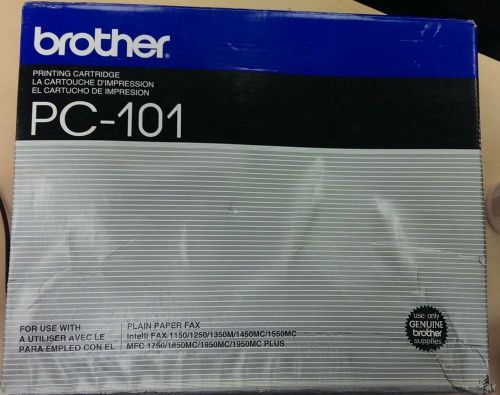 brother®
PRINTING CARTRIDGE
LA CARTOUCHE D'IMPRESSION
EL CARTUCHO DE IMPRESION
PC-101
FOR USE WITH
A UTILISER AVEC LE
PARA EMPLEO CON EL
PLAIN PAPER FAX
Intelli FAX 1150/1250/1350M/1450MC/1550MC
MFC 1750/1850MC/1950MC/1950MC PLUS
use only
GENUINE
brother
supplies